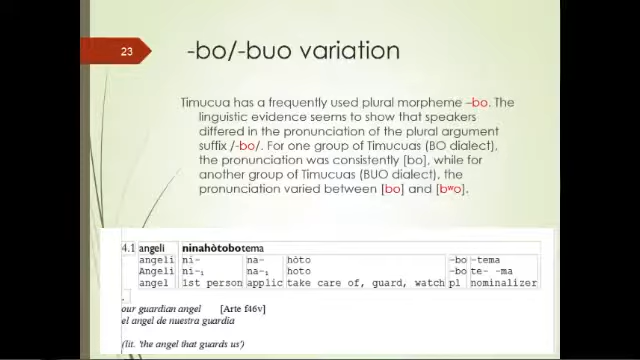 23
-bo/-buo variation
Timucua has a frequently used plural morpheme –bo. The
linguistic evidence seems to show that speakers
differed in the pronunciation of the plural argument
suffix /-bo/. For one group of Timucuas (BO dialect),
the pronunciation was consistently [bo], while for
another group of Timucuas (BUO dialect), the
pronunciation varied between [bo] and [bʷo].
4.1 angeli ninahòtobotema
angeli ni- na- hòto -bo -tema
Angeli ni-₁ na-₁ hoto -bo te- -ma
angel 1st person applic take care of, guard, watch pl nominalizer
.
our guardian angel [Arte f46v]
el angel de nuestra guardia
(lit. 'the angel that guards us')